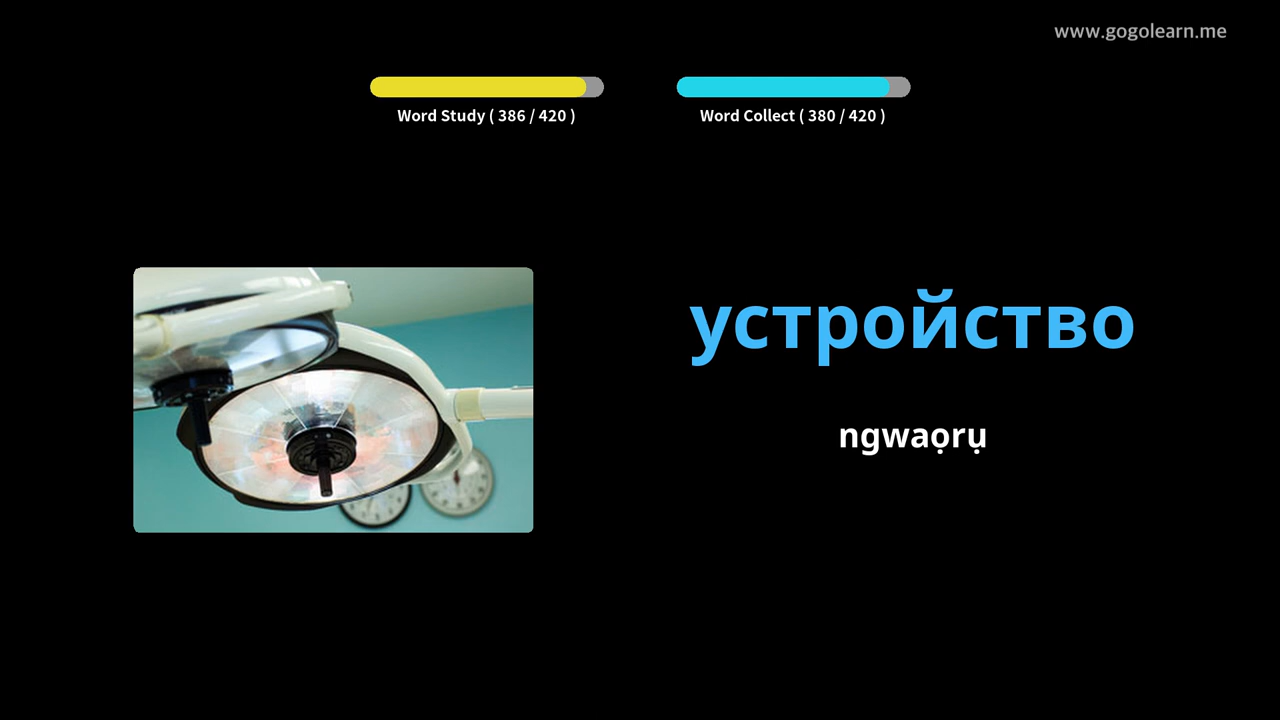 www.gogolearn.me
Word Study ( 386 / 420 )
Word Collect ( 380 / 420 )
устройство
ngwaọrụ